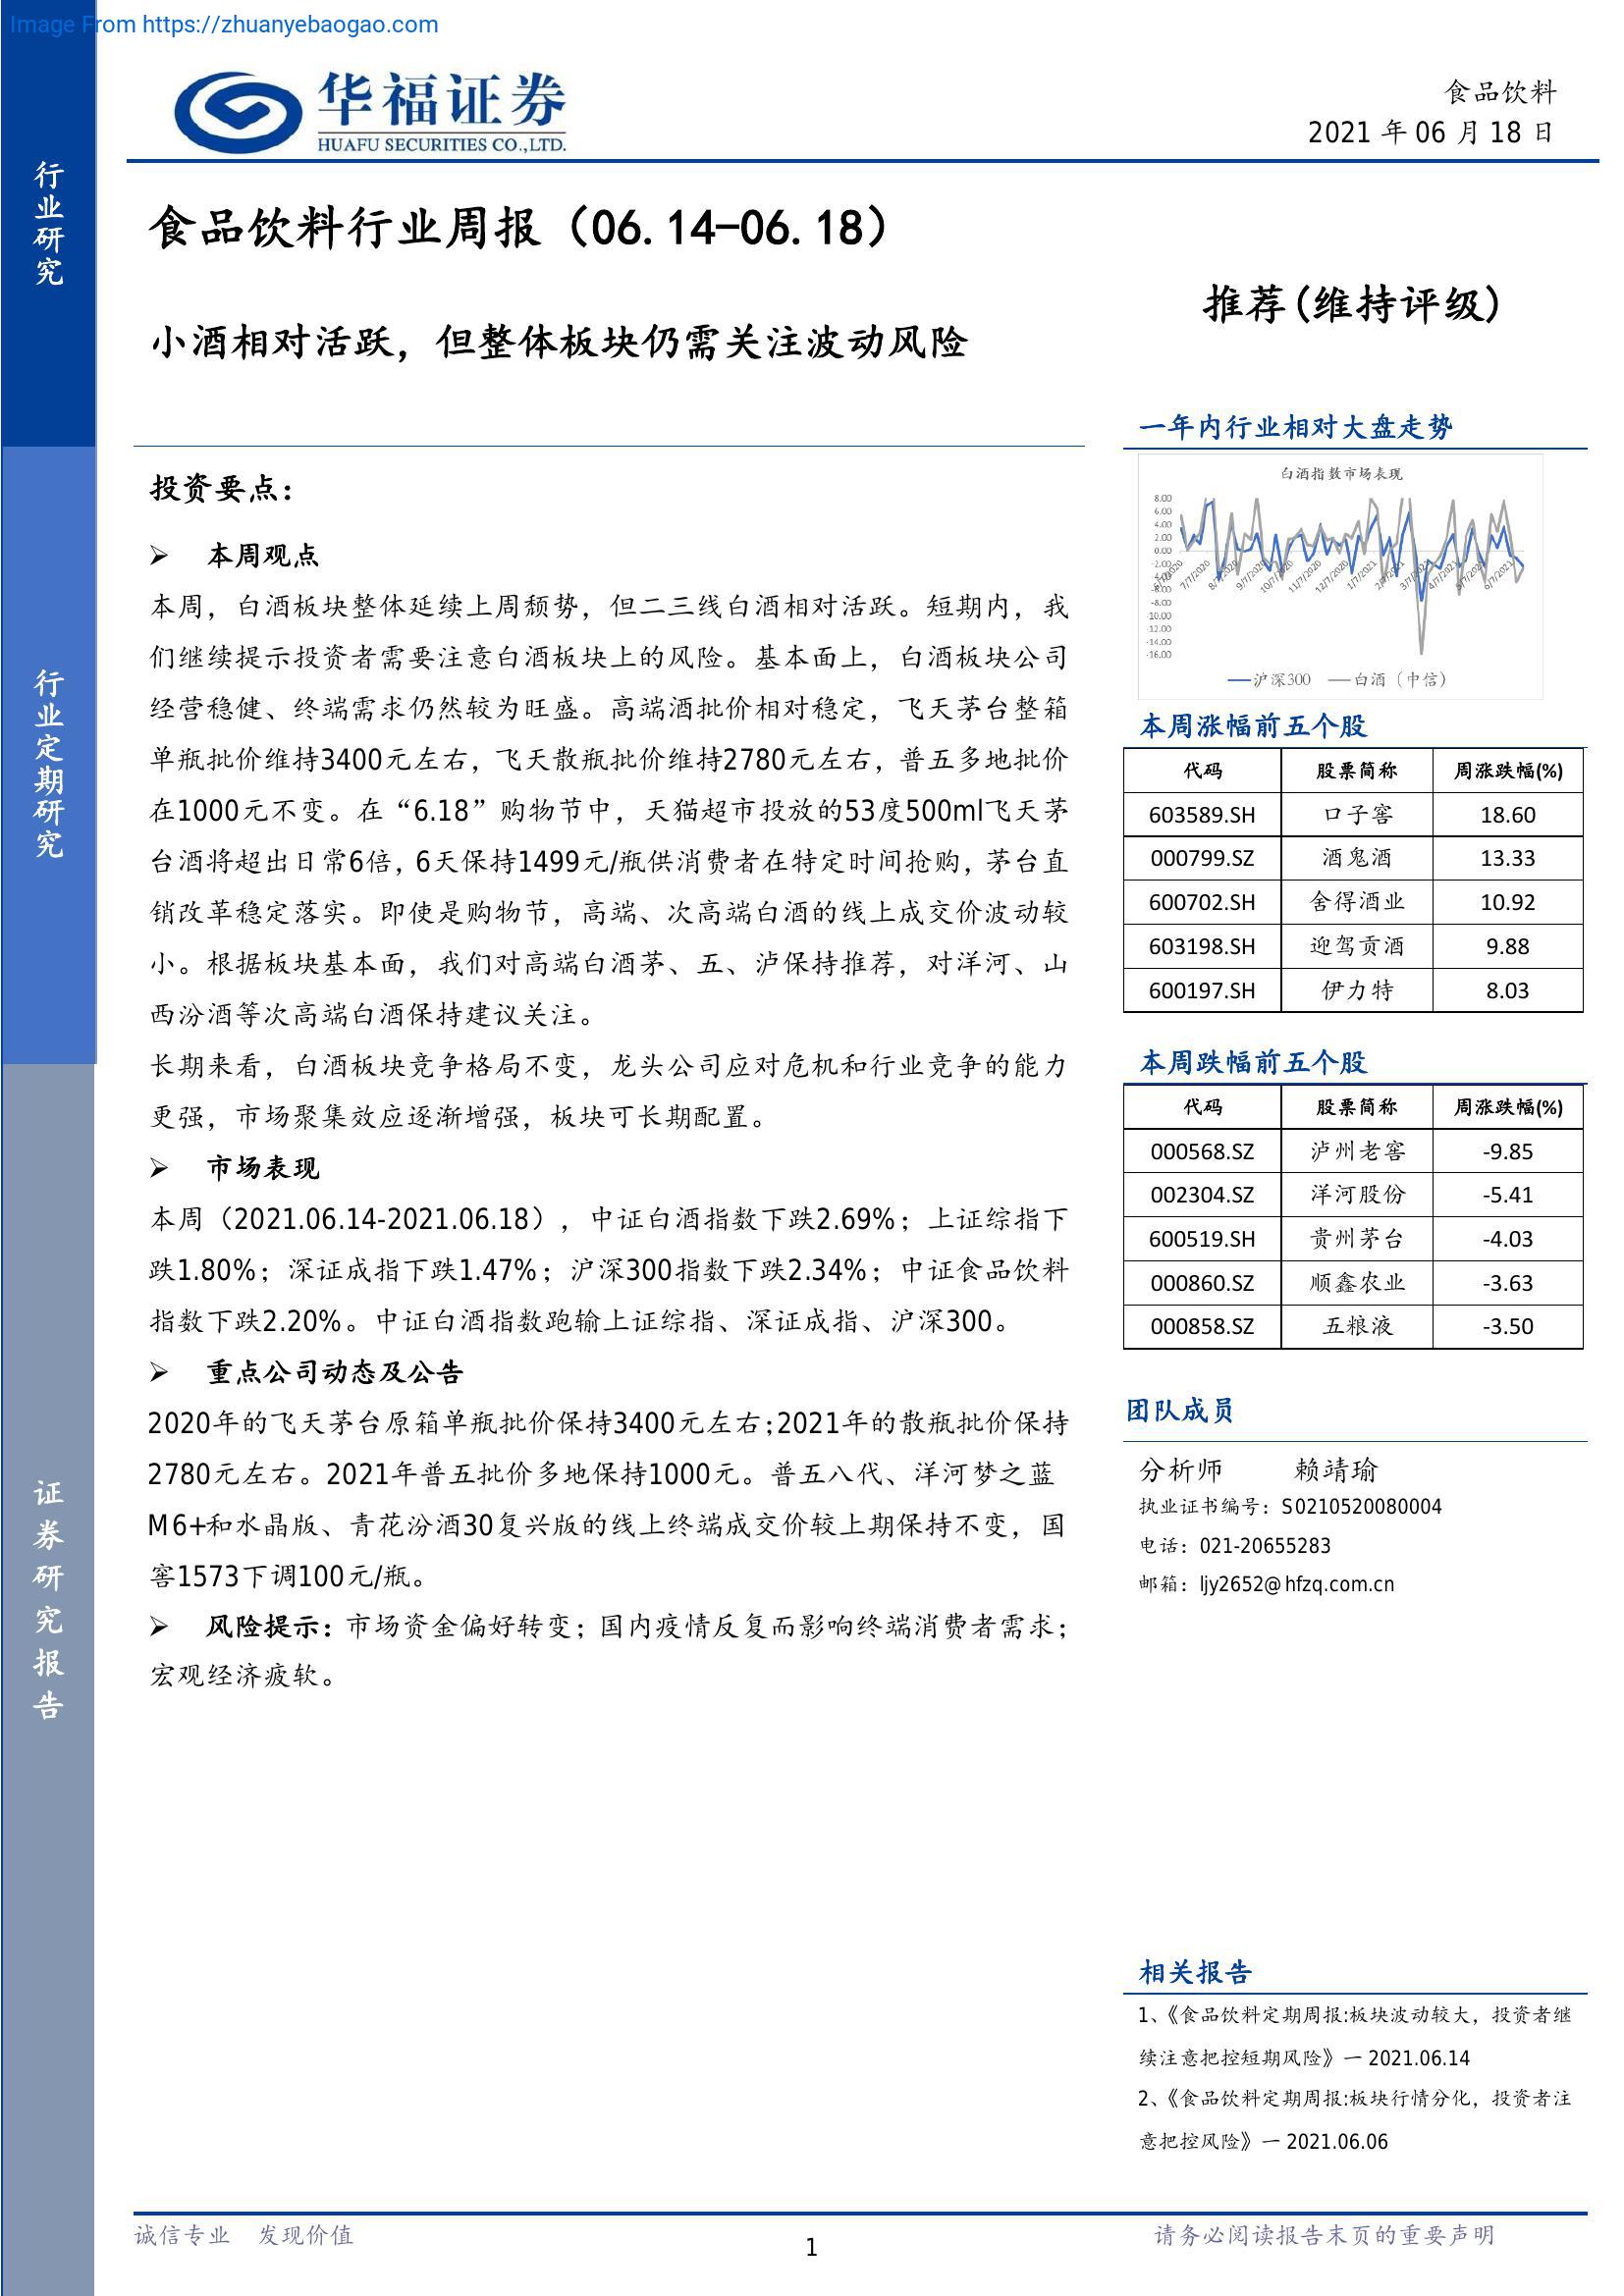 Image From https://zhuanyebaogao.com
华福证券
HUAFU SECURITIES CO.,LTD.
食品饮料
2021 年 06 月 18 日
行业研究
行业定期研究
证券研究报告
食品饮料行业周报（06.14-06.18）
小酒相对活跃，但整体板块仍需关注波动风险
推荐(维持评级)
投资要点：
➢ 本周观点
本周，白酒板块整体延续上周颓势，但二三线白酒相对活跃。短期内，我
们继续提示投资者需要注意白酒板块上的风险。基本面上，白酒板块公司
经营稳健、终端需求仍然较为旺盛。高端酒批价相对稳定，飞天茅台整箱
单瓶批价维持3400元左右，飞天散瓶批价维持2780元左右，普五多地批价
在1000元不变。在“6.18”购物节中，天猫超市投放的53度500ml飞天茅
台酒将超出日常6倍，6天保持1499元/瓶供消费者在特定时间抢购，茅台直
销改革稳定落实。即使是购物节，高端、次高端白酒的线上成交价波动较
小。根据板块基本面，我们对高端白酒茅、五、泸保持推荐，对洋河、山
西汾酒等次高端白酒保持建议关注。
长期来看，白酒板块竞争格局不变，龙头公司应对危机和行业竞争的能力
更强，市场聚集效应逐渐增强，板块可长期配置。
➢ 市场表现
本周（2021.06.14-2021.06.18），中证白酒指数下跌2.69%；上证综指下
跌1.80%；深证成指下跌1.47%；沪深300指数下跌2.34%；中证食品饮料
指数下跌2.20%。中证白酒指数跑输上证综指、深证成指、沪深300。
➢ 重点公司动态及公告
2020年的飞天茅台原箱单瓶批价保持3400元左右；2021年的散瓶批价保持
2780元左右。2021年普五批价多地保持1000元。普五八代、洋河梦之蓝
M6+和水晶版、青花汾酒30复兴版的线上终端成交价较上期保持不变，国
窖1573下调100元/瓶。
➢ 风险提示：市场资金偏好转变；国内疫情反复而影响终端消费者需求；
宏观经济疲软。
一年内行业相对大盘走势
白酒指数市场表现
8.00
6.00
4.00
2.00
0.00
-2.00
-4.00
-6.00
-8.00
-10.00
-12.00
-14.00
-16.00
7/7/2020
9/7/2020
10/7/2020
11/7/2020
12/7/2020
1/7/2021
3/7/2021
4/7/2021
6/7/2021
沪深300 白酒（中信）
本周涨幅前五个股
代码 股票简称 周涨跌幅(%)
603589.SH 口子窖 18.60
000799.SZ 酒鬼酒 13.33
600702.SH 舍得酒业 10.92
603198.SH 迎驾贡酒 9.88
600197.SH 伊力特 8.03
本周跌幅前五个股
代码 股票简称 周涨跌幅(%)
000568.SZ 泸州老窖 -9.85
002304.SZ 洋河股份 -5.41
600519.SH 贵州茅台 -4.03
000860.SZ 顺鑫农业 -3.63
000858.SZ 五粮液 -3.50
团队成员
分析师 赖靖瑜
执业证书编号：S0210520080004
电话：021-20655283
邮箱：ljy2652@hfzq.com.cn
相关报告
1、《食品饮料定期周报:板块波动较大，投资者继
续注意把控短期风险》一 2021.06.14
2、《食品饮料定期周报:板块行情分化，投资者注
意把控风险》一 2021.06.06
诚信专业 发现价值
1
请务必阅读报告末页的重要声明